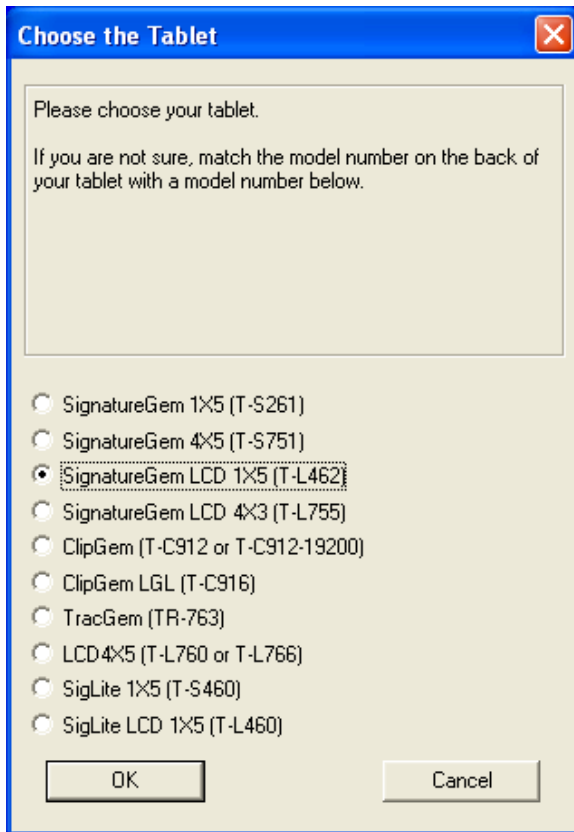 Choose the Tablet
Please choose your tablet.
If you are not sure, match the model number on the back of
your tablet with a model number below.
SignatureGem 1X5 (T-S261)
SignatureGem 4X5 (T-S751)
SignatureGem LCD 1X5 (T-L462)
SignatureGem LCD 4X3 (T-L755)
ClipGem (T-C912 or T-C912-19200)
ClipGem LGL (T-C916)
TracGem (TR-763)
LCD4X5 (T-L760 or T-L766)
SigLite 1X5 (T-S460)
SigLite LCD 1X5 (T-L460)
OK
Cancel